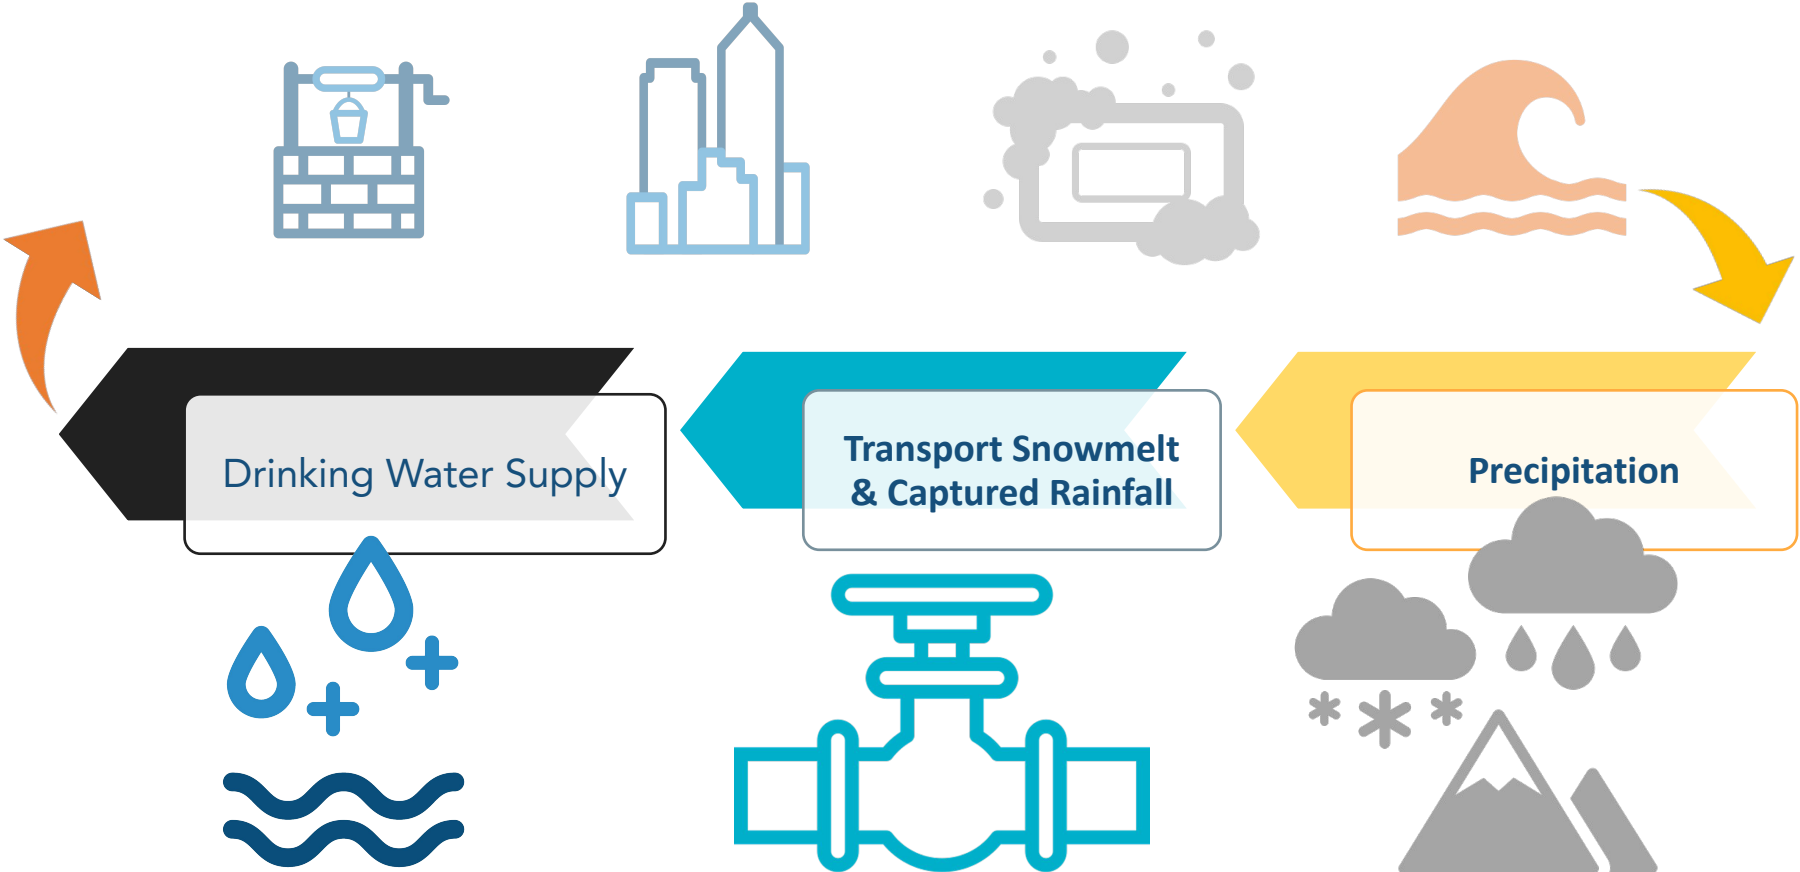 Drinking Water Supply
Transport Snowmelt
& Captured Rainfall
Precipitation